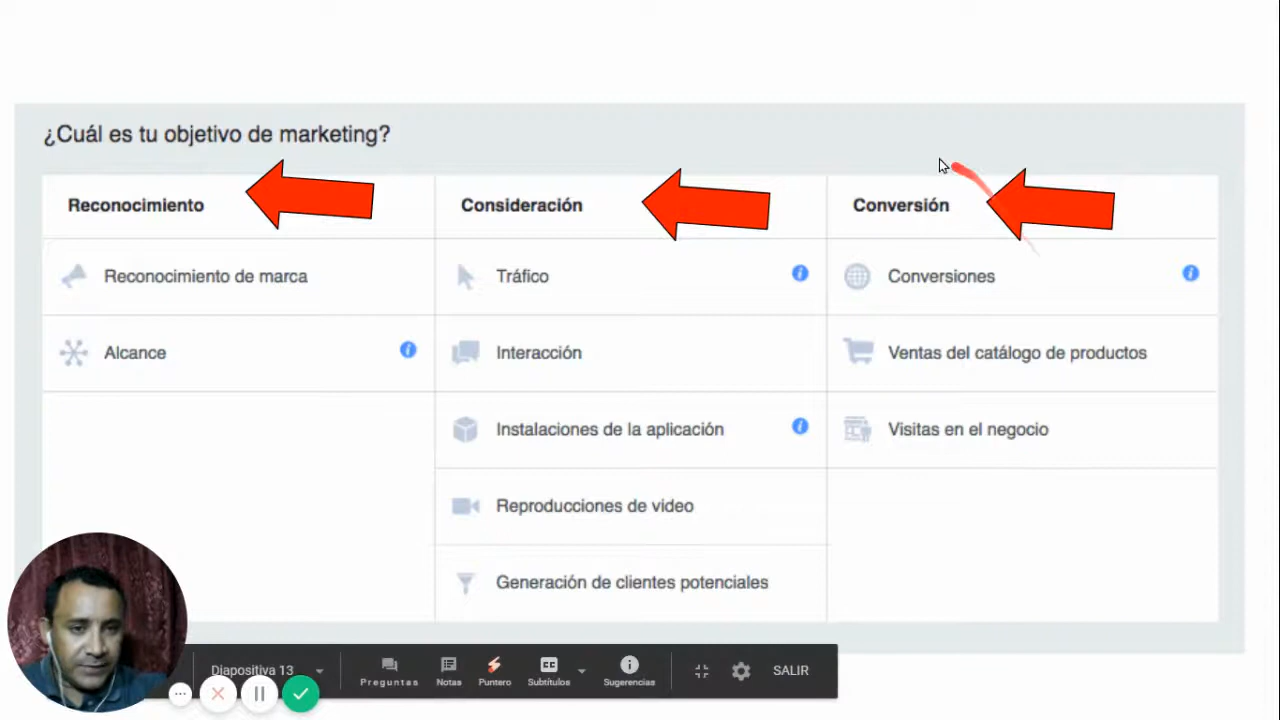 ¿Cuál es tu objetivo de marketing?
Reconocimiento
Consideración
Conversión
Reconocimiento de marca
Tráfico
Conversiones
Alcance
Interacción
Ventas del catálogo de productos
Instalaciones de la aplicación
Visitas en el negocio
Reproducciones de video
Generación de clientes potenciales
Diapositiva 13
Preguntas
Notas
Puntero
CC
Subtítulos
Sugerencias
SALIR